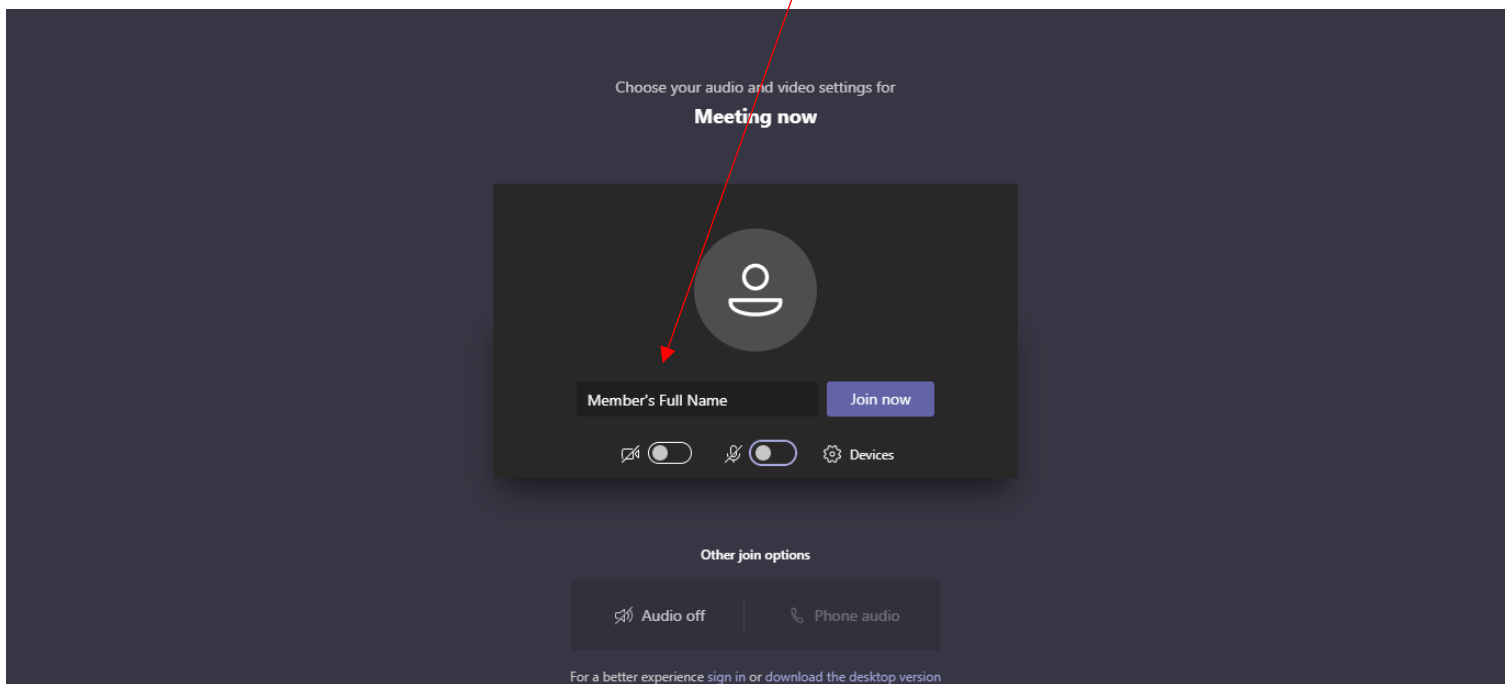 Choose your audio and video settings for
Meeting now
Member's Full Name
Join now
Devices
Other join options
Audio off
Phone audio
For a better experience sign in or download the desktop version